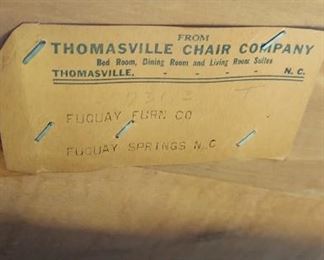 FROM
THOMASVILLE CHAIR COMPANY
Bed Room, Dining Room and Living Room Suites
THOMASVILLE, - - - - N. C.
FUQUAY FURN CO
FUQUAY SPRINGS N C